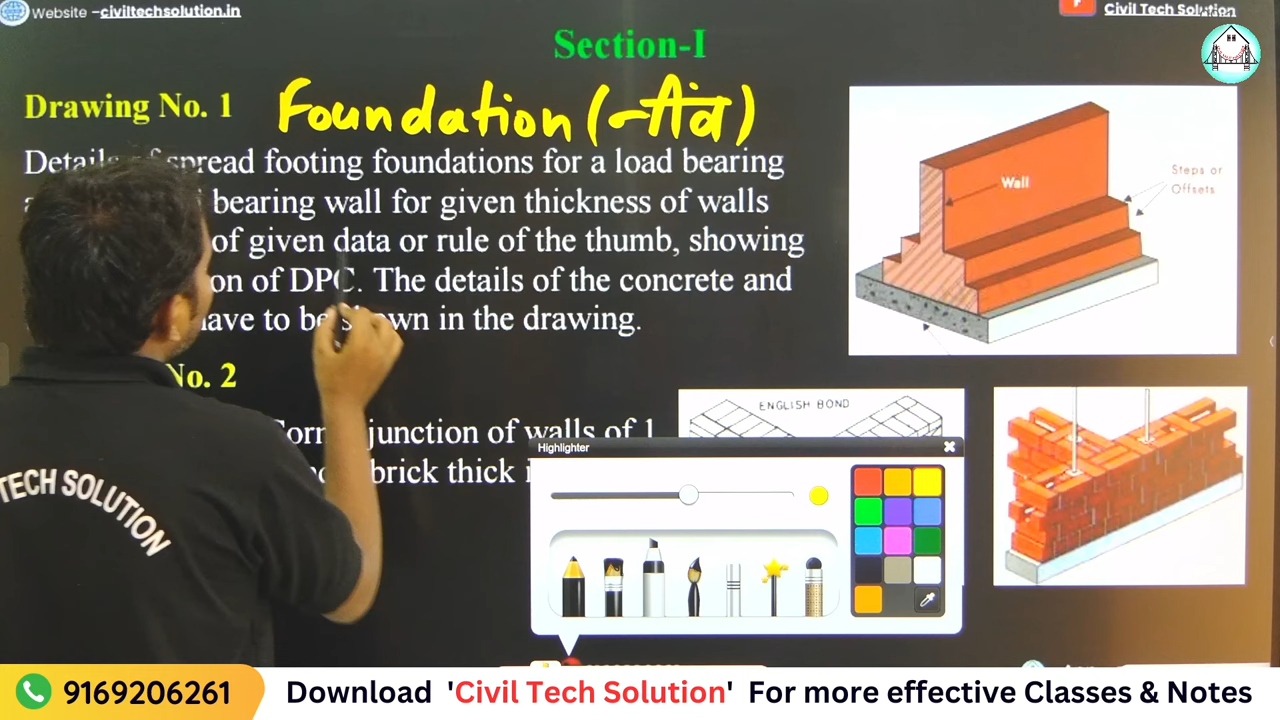 Website -civiltechsolution.in
Civil Tech Solution
Section-I
Drawing No. 1 Foundation (नींव)
Details of spread footing foundations for a load bearing
bearing wall for given thickness of walls
of given data or rule of the thumb, showing
on of DPC. The details of the concrete and
have to be shown in the drawing.
Wall
Steps or
Offsets
No. 2
junction of walls of 1
brick thick
ENGLISH BOND
Highlighter
TECH SOLUTION
9169206261
Download 'Civil Tech Solution' For more effective Classes & Notes